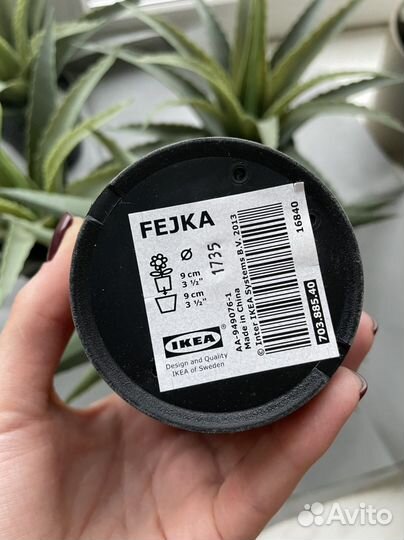 FEJKA
Ø
9 cm
3 ½"
9 cm
3 ½"
1735
IKEA
Design and Quality
IKEA of Sweden
AA-949076-1
Made in China
© Inter IKEA Systems B.V. 2013
16840
703.885.40
Avito